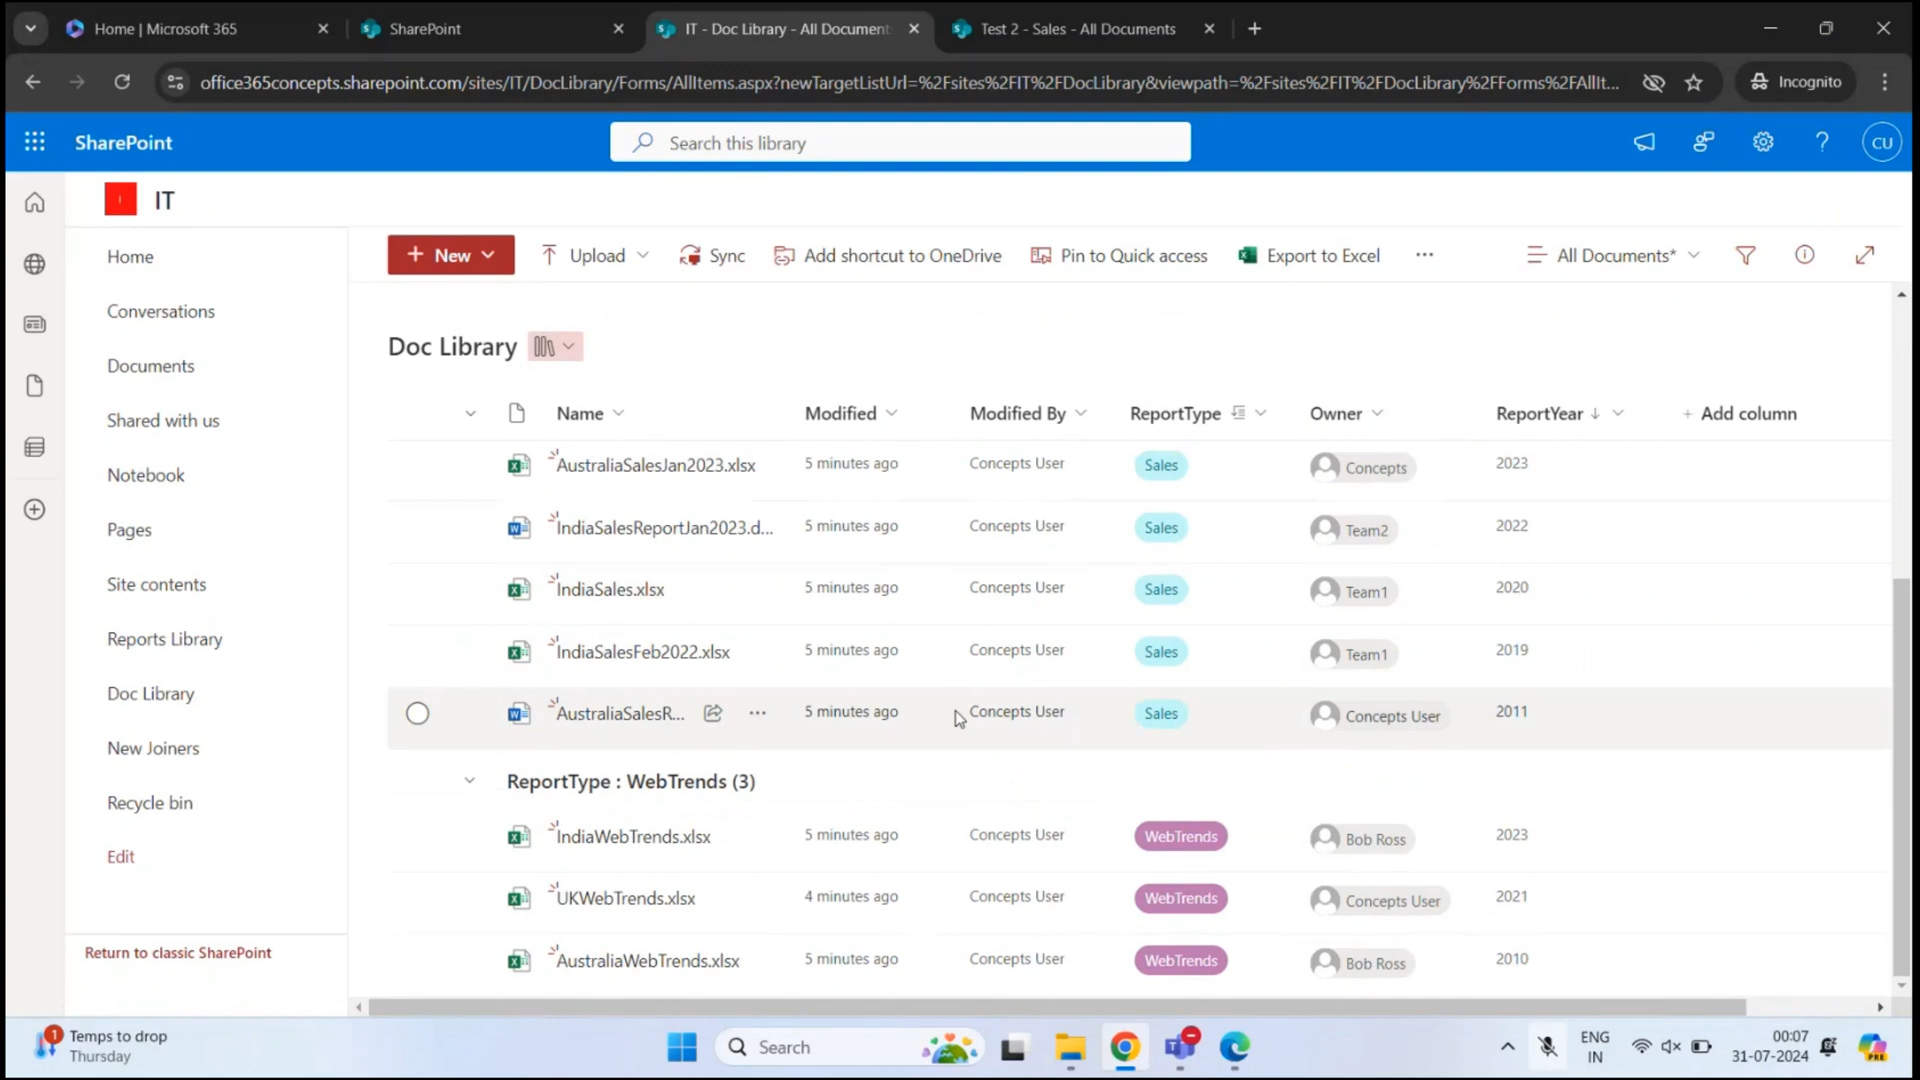 Home | Microsoft 365
SharePoint
IT - Doc Library - All Document
Test 2 - Sales - All Documents
office365concepts.sharepoint.com/sites/IT/DocLibrary/Forms/AllItems.aspx?newTargetListUrl=%2Fsites%2FIT%2FDocLibrary&viewpath=%2Fsites%2FIT%2FDocLibrary%2FForms%2FAllIt...
Incognito
SharePoint
Search this library
CU
I
IT
Home
Conversations
Documents
Shared with us
Notebook
Pages
Site contents
Reports Library
Doc Library
New Joiners
Recycle bin
Edit
Return to classic SharePoint
New
Upload
Sync
Add shortcut to OneDrive
Pin to Quick access
Export to Excel
...
All Documents*
Doc Library
Name Modified Modified By ReportType Owner ReportYear + Add column
AustraliaSalesJan2023.xlsx 5 minutes ago Concepts User Sales Concepts 2023
IndiaSalesReportJan2023.d... 5 minutes ago Concepts User Sales Team2 2022
IndiaSales.xlsx 5 minutes ago Concepts User Sales Team1 2020
IndiaSalesFeb2022.xlsx 5 minutes ago Concepts User Sales Team1 2019
AustraliaSalesR... ... 5 minutes ago Concepts User Sales Concepts User 2011
ReportType : WebTrends (3)
IndiaWebTrends.xlsx 5 minutes ago Concepts User WebTrends Bob Ross 2023
UKWebTrends.xlsx 4 minutes ago Concepts User WebTrends Concepts User 2021
AustraliaWebTrends.xlsx 5 minutes ago Concepts User WebTrends Bob Ross 2010
1
Temps to drop
Thursday
Search
ENG
IN
00:07
31-07-2024
PRE